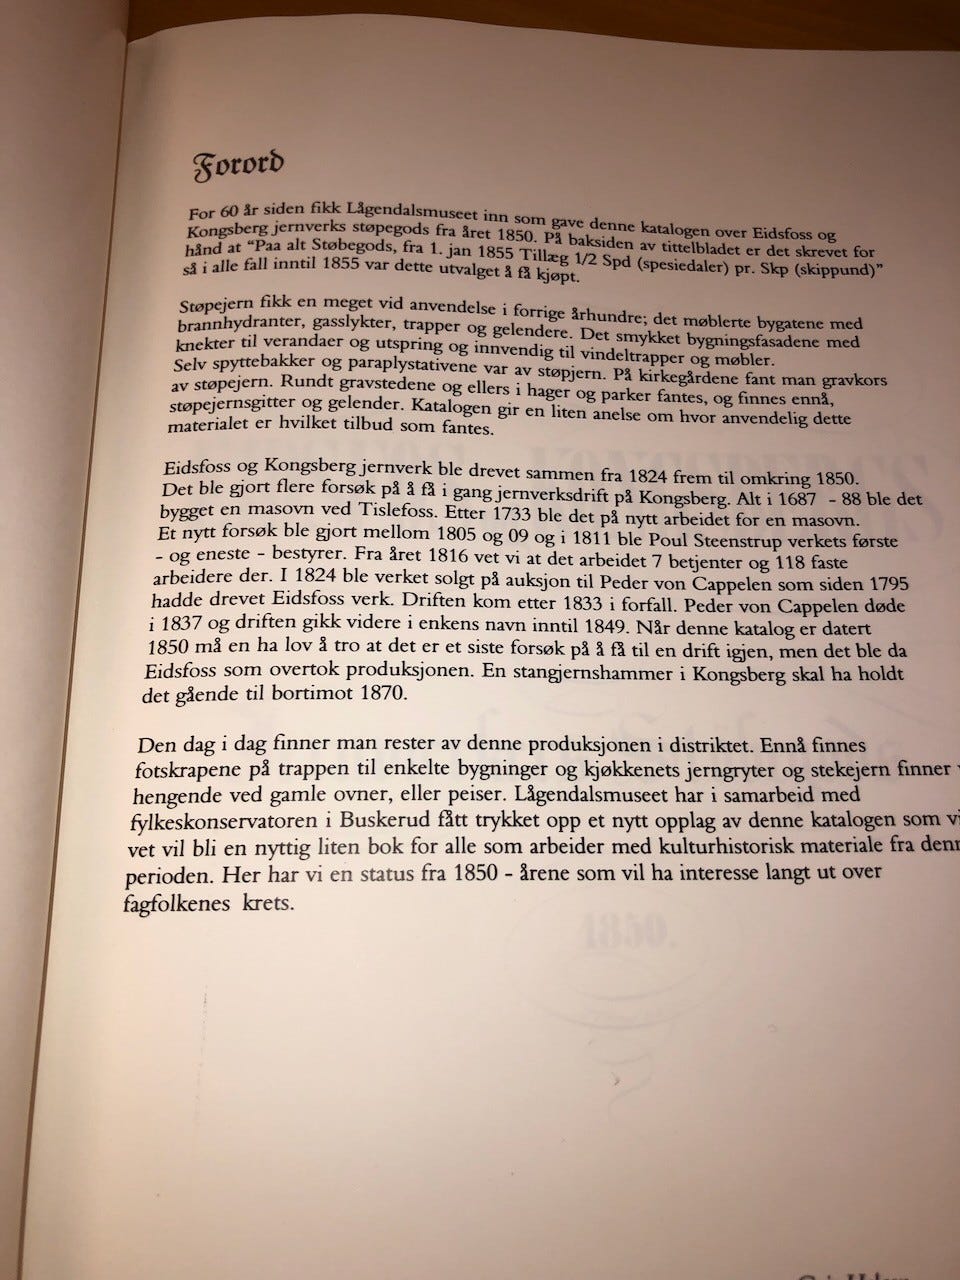 Forord
For 60 år siden fikk Lågendalsmuseet inn som gave denne katalogen over Eidsfoss og
Kongsberg jernverks støpegods fra året 1850. På baksiden av tittelbladet er det skrevet for
hånd at “Paa alt Støbegods, fra 1. jan 1855 Tillæg 1/2 Spd (spesiedaler) pr. Skp (skippund)”
så i alle fall inntil 1855 var dette utvalget å få kjøpt.
Støpejern fikk en meget vid anvendelse i forrige århundre; det møblerte bygatene med
brannhydranter, gasslykter, trapper og gelendere. Det smykket bygningsfasadene med
knekter til verandaer og utspring og innvendig til vindeltrapper og møbler.
Selv spyttebakker og paraplystativene var av støpjern. På kirkegårdene fant man gravkors
av støpejern. Rundt gravstedene og ellers i hager og parker fantes, og finnes ennå,
støpejernsgitter og gelender. Katalogen gir en liten anelse om hvor anvendelig dette
materialet er hvilket tilbud som fantes.
Eidsfoss og Kongsberg jernverk ble drevet sammen fra 1824 frem til omkring 1850.
Det ble gjort flere forsøk på å få i gang jernverksdrift på Kongsberg. Alt i 1687 - 88 ble det
bygget en masovn ved Tislefoss. Etter 1733 ble det på nytt arbeidet for en masovn.
Et nytt forsøk ble gjort mellom 1805 og 09 og i 1811 ble Poul Steenstrup verkets første
- og eneste - bestyrer. Fra året 1816 vet vi at det arbeidet 7 betjenter og 118 faste
arbeidere der. I 1824 ble verket solgt på auksjon til Peder von Cappelen som siden 1795
hadde drevet Eidsfoss verk. Driften kom etter 1833 i forfall. Peder von Cappelen døde
i 1837 og driften gikk videre i enkens navn inntil 1849. Når denne katalog er datert
1850 må en ha lov å tro at det er et siste forsøk på å få til en drift igjen, men det ble da
Eidsfoss som overtok produksjonen. En stangjernshammer i Kongsberg skal ha holdt
det gående til bortimot 1870.
Den dag i dag finner man rester av denne produksjonen i distriktet. Ennå finnes
fotskrapene på trappen til enkelte bygninger og kjøkkenets jerngryter og stekejern finner
hengende ved gamle ovner, eller peiser. Lågendalsmuseet har i samarbeid med
fylkeskonservatoren i Buskerud fått trykket opp et nytt opplag av denne katalogen som vi
vet vil bli en nyttig liten bok for alle som arbeider med kulturhistorisk materiale fra denn
perioden. Her har vi en status fra 1850 - årene som vil ha interesse langt ut over
fagfolkenes krets.
1850.